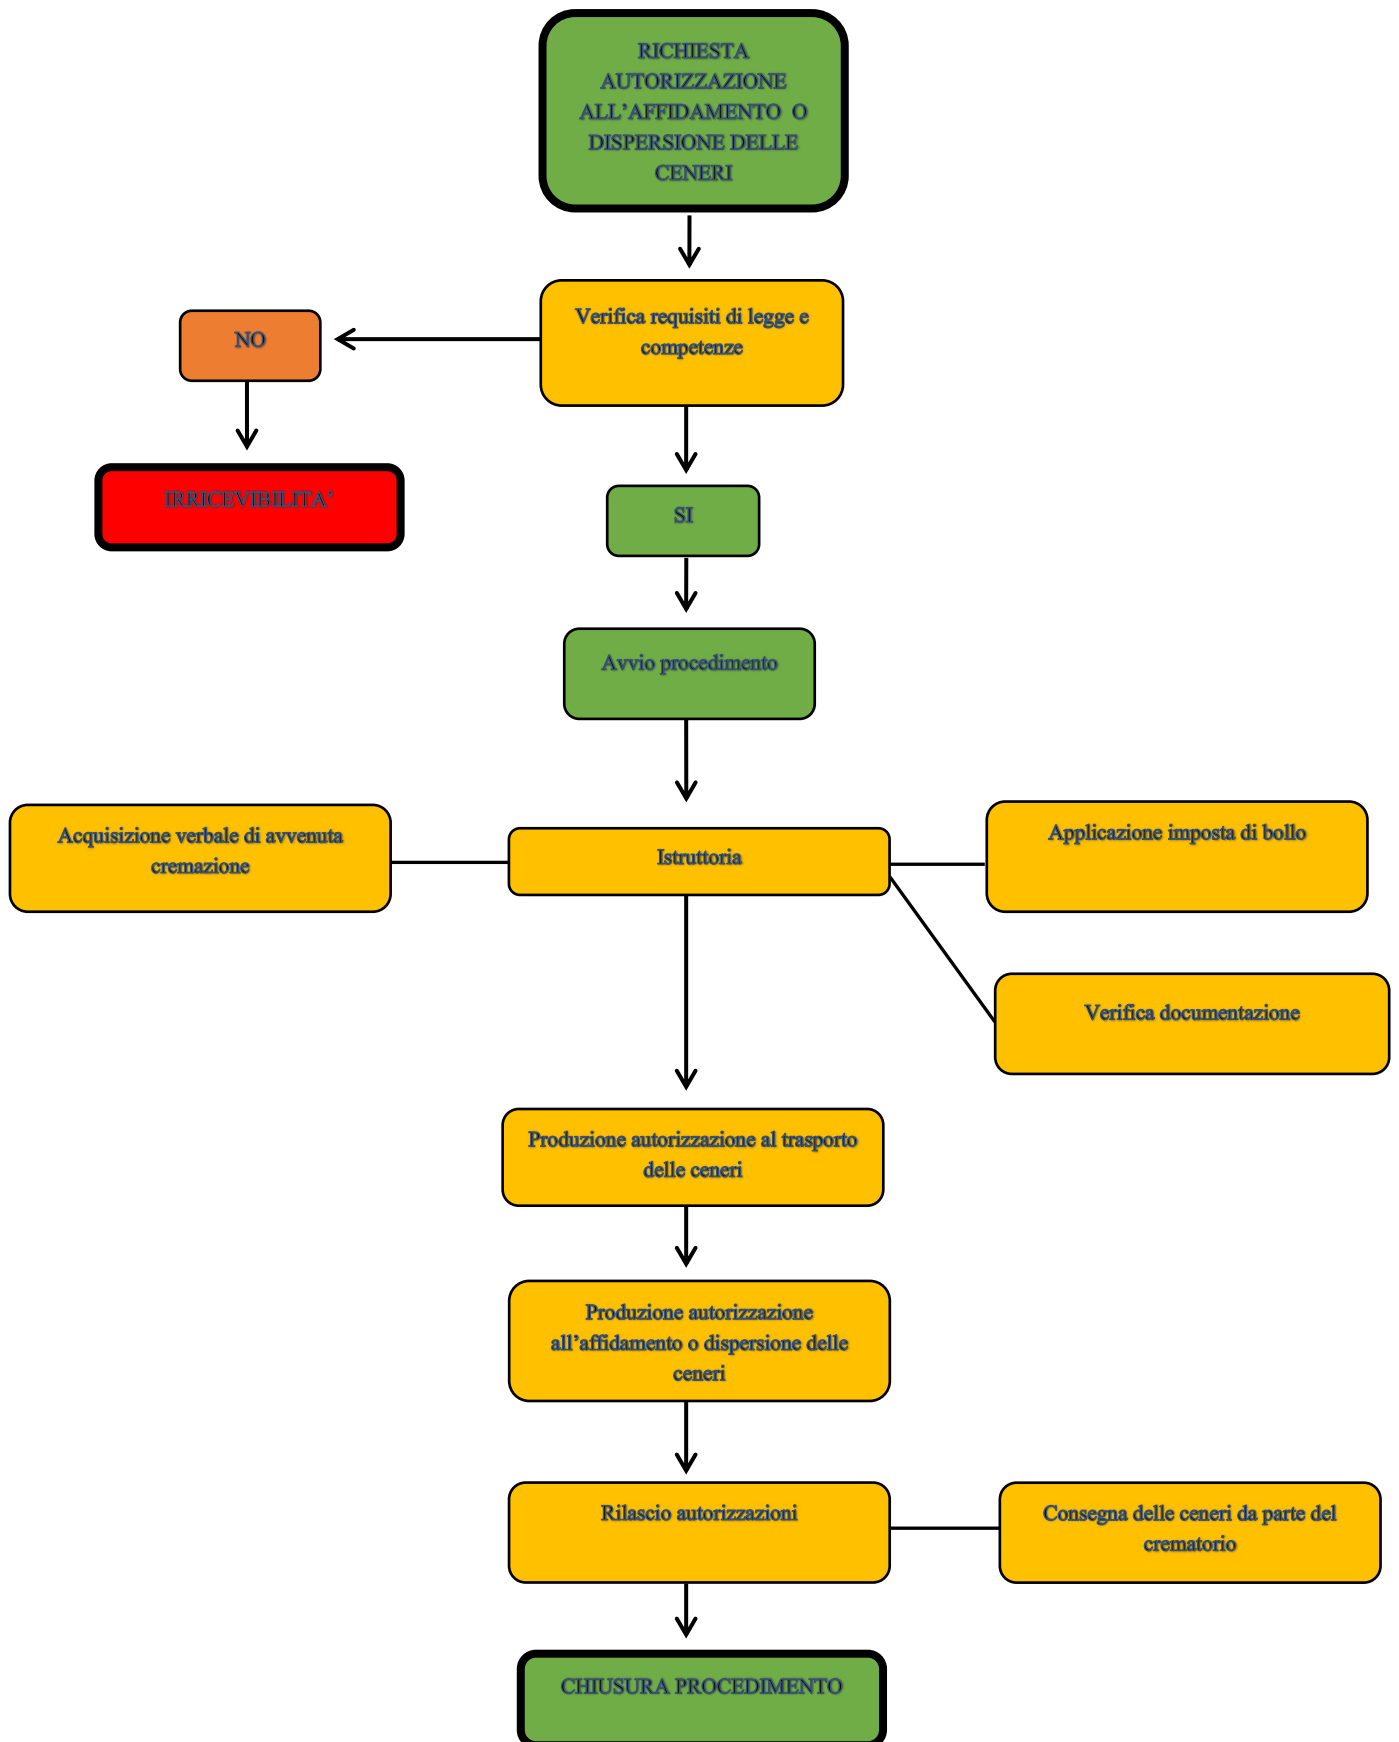 RICHIESTA
AUTORIZZAZIONE
ALL’AFFIDAMENTO O
DISPERSIONE DELLE
CENERI
Verifica requisiti di legge e
competenze
NO
IRRICEVIBILITA’
SI
Avvio procedimento
Acquisizione verbale di avvenuta
cremazione
Istruttoria
Applicazione imposta di bollo
Verifica documentazione
Produzione autorizzazione al trasporto
delle ceneri
Produzione autorizzazione
all’affidamento o dispersione delle
ceneri
Rilascio autorizzazioni
Consegna delle ceneri da parte del
crematorio
CHIUSURA PROCEDIMENTO